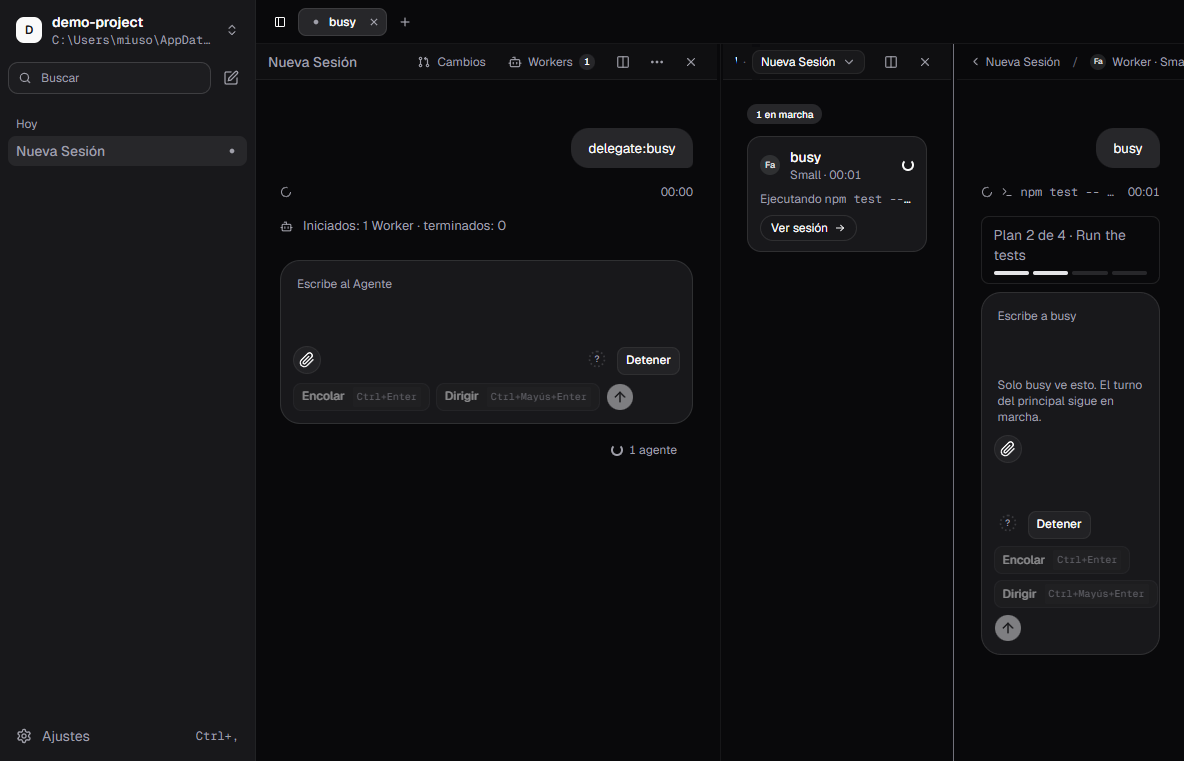 D
demo-project
C:\Users\miuso\AppDat…
Buscar
Hoy
Nueva Sesión
Ajustes
Ctrl+,
busy
Nueva Sesión
Cambios
Workers 1
delegate:busy
00:00
Iniciados: 1 Worker · terminados: 0
Escribe al Agente
?
Detener
Encolar Ctrl+Enter
Dirigir Ctrl+Mayús+Enter
1 agente
Nueva Sesión
1 en marcha
Fa
busy
Small · 00:01
Ejecutando npm test --…
Ver sesión
Nueva Sesión / Fa Worker · Sma
busy
npm test -- … 00:01
Plan 2 de 4 · Run the
tests
Escribe a busy
Solo busy ve esto. El turno
del principal sigue en
marcha.
?
Detener
Encolar Ctrl+Enter
Dirigir Ctrl+Mayús+Enter